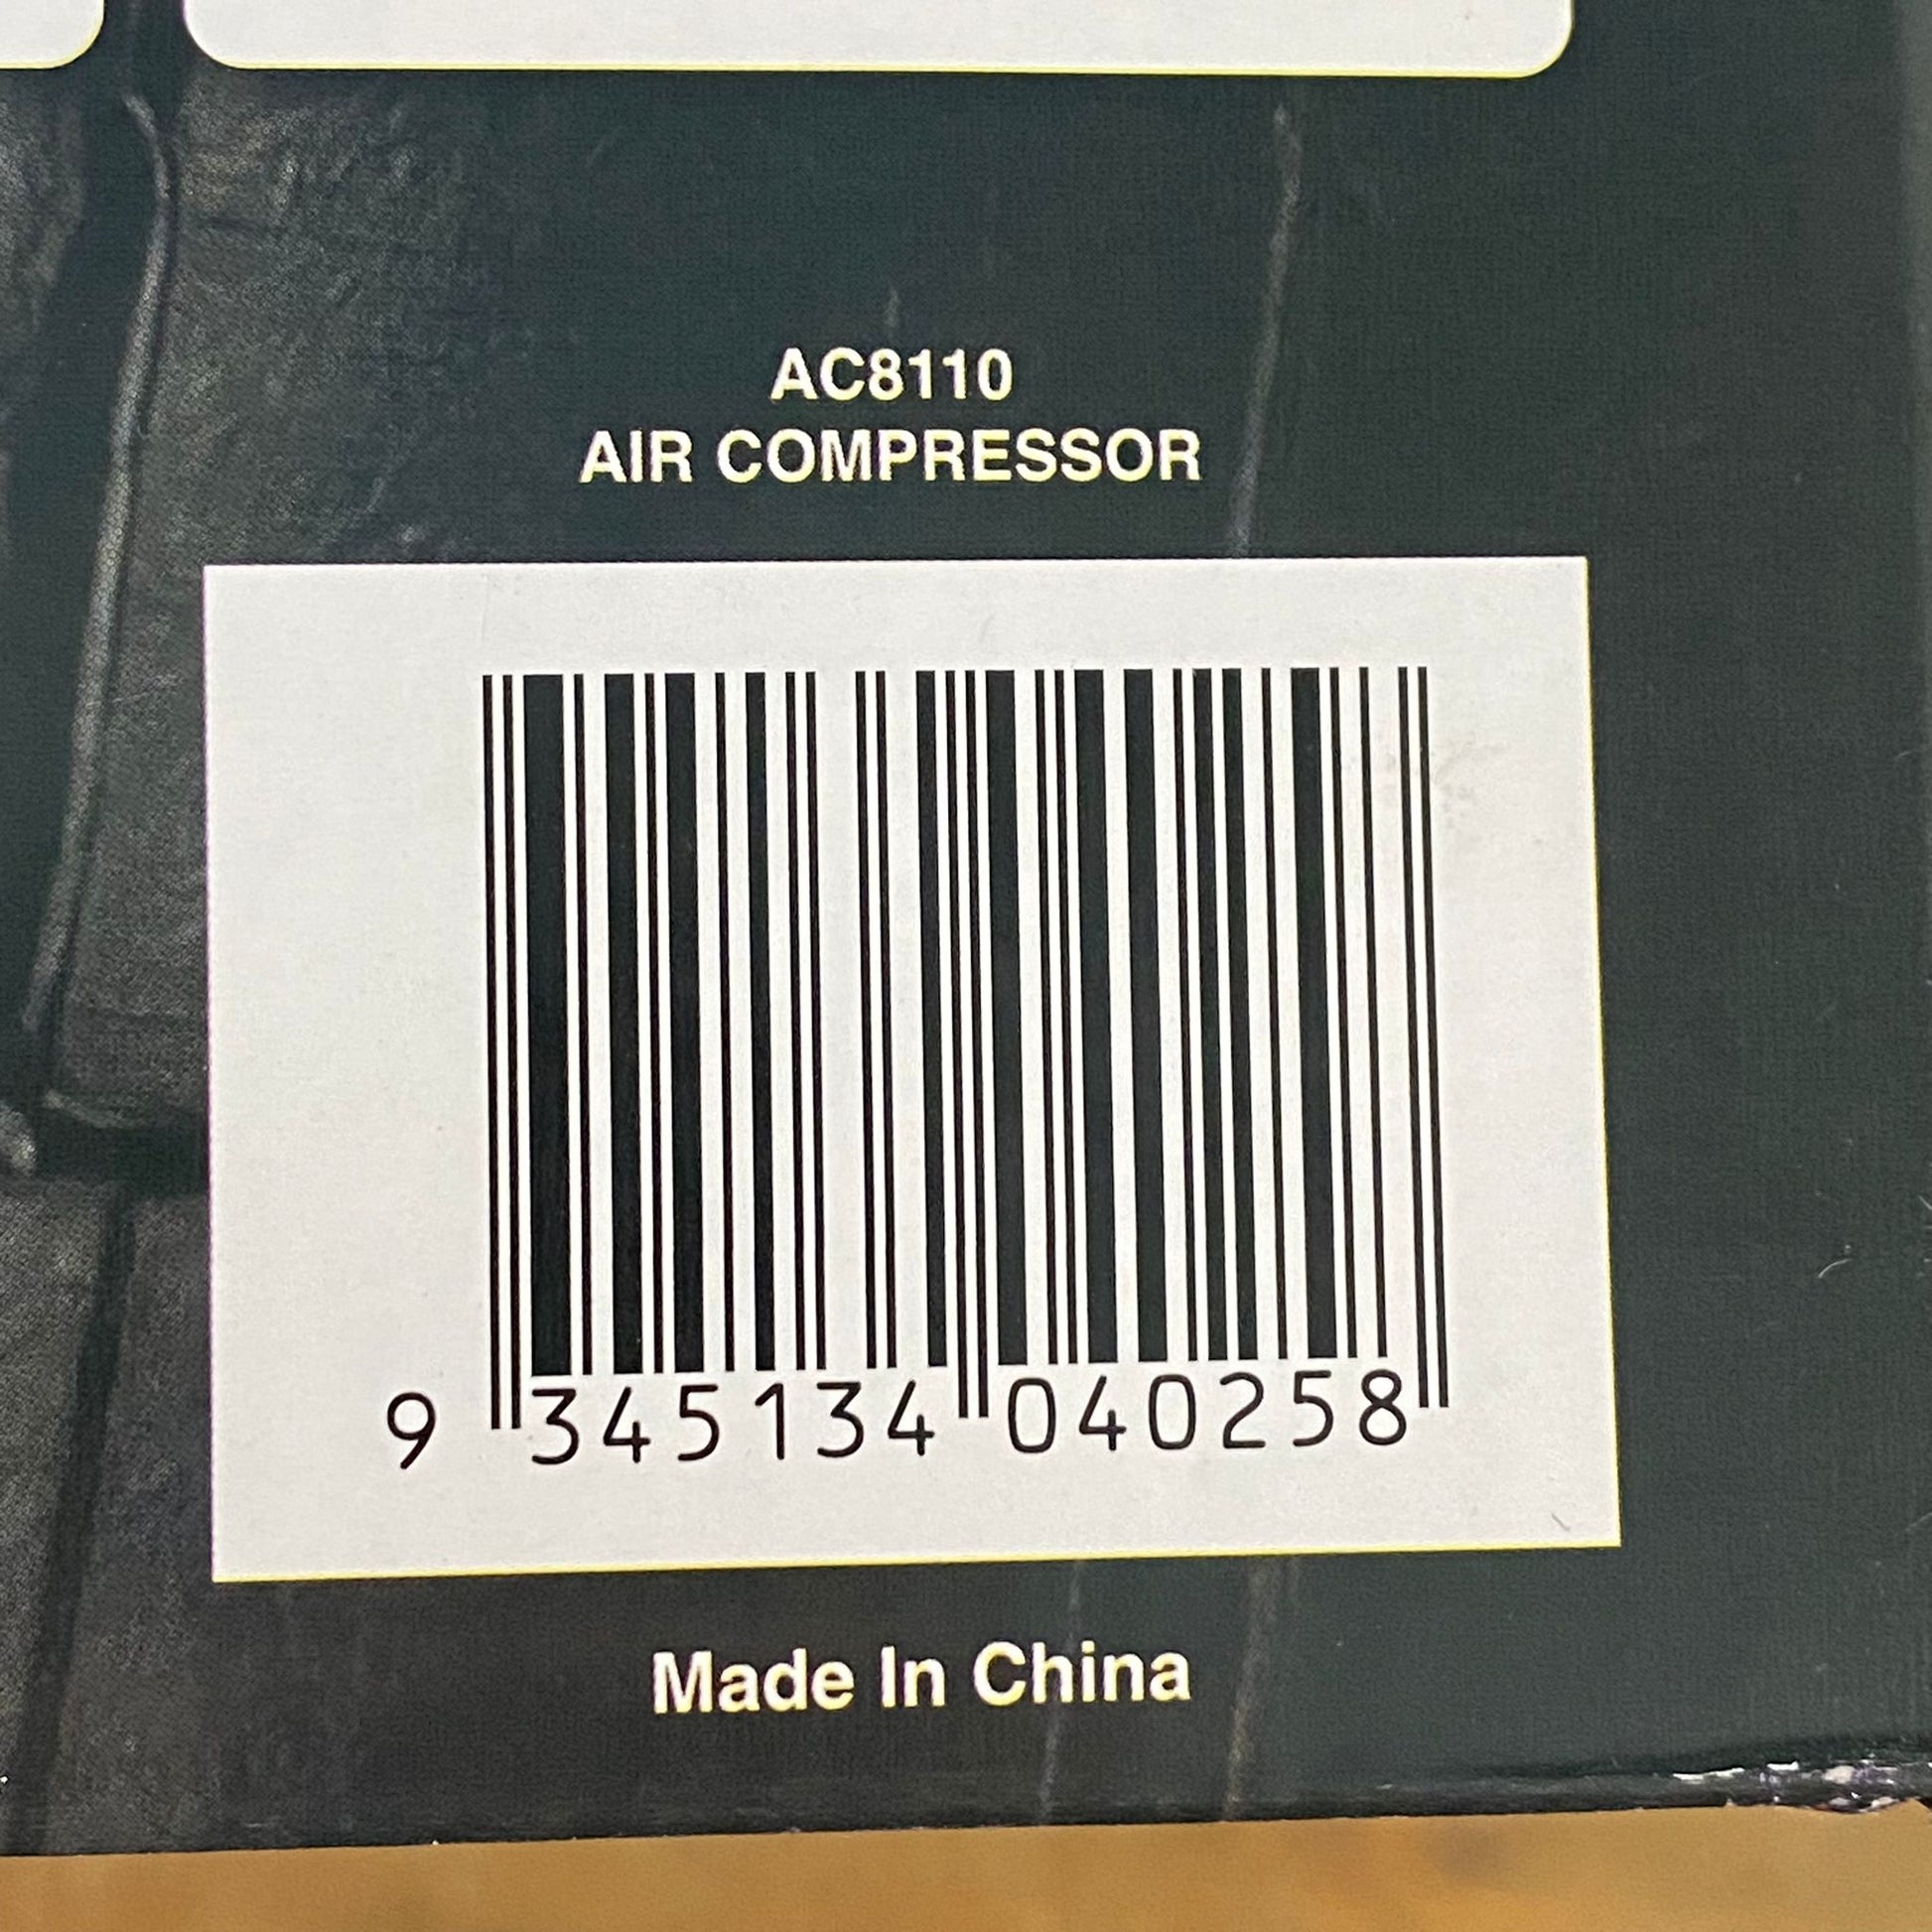 AC8110
AIR COMPRESSOR
9 345134 040258
Made In China